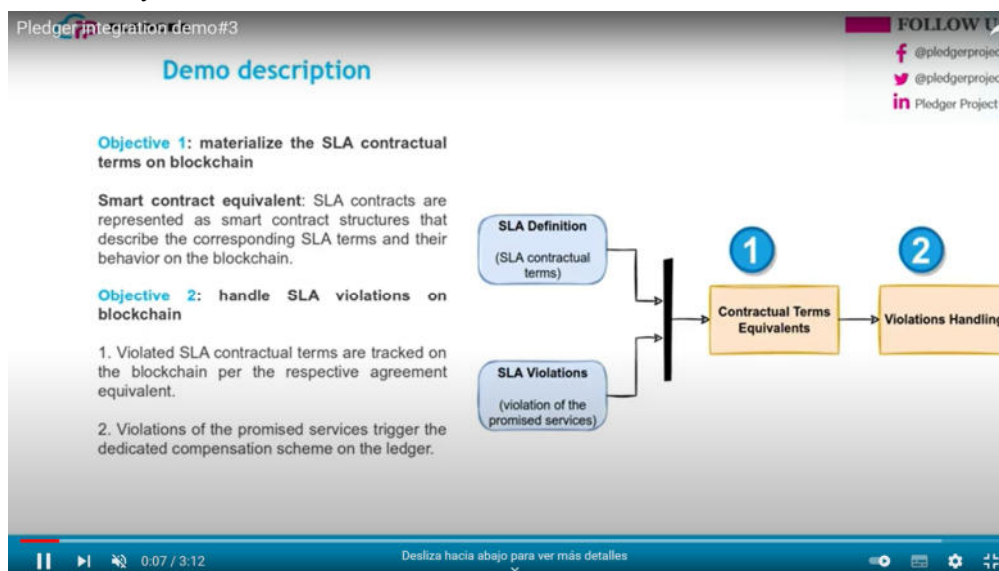 Pledger integration demo#3
FOLLOW U
@pledgerprojec
@pledgerprojec
Pledger Project
Demo description
Objective 1: materialize the SLA contractual
terms on blockchain
Smart contract equivalent: SLA contracts are
represented as smart contract structures that
describe the corresponding SLA terms and their
behavior on the blockchain.
Objective 2: handle SLA violations on
blockchain
1. Violated SLA contractual terms are tracked on
the blockchain per the respective agreement
equivalent.
2. Violations of the promised services trigger the
dedicated compensation scheme on the ledger.
SLA Definition
(SLA contractual
terms)
SLA Violations
(violation of the
promised services)
1
Contractual Terms
Equivalents
2
Violations Handling
0:07 / 3:12
Desliza hacia abajo para ver más detalles